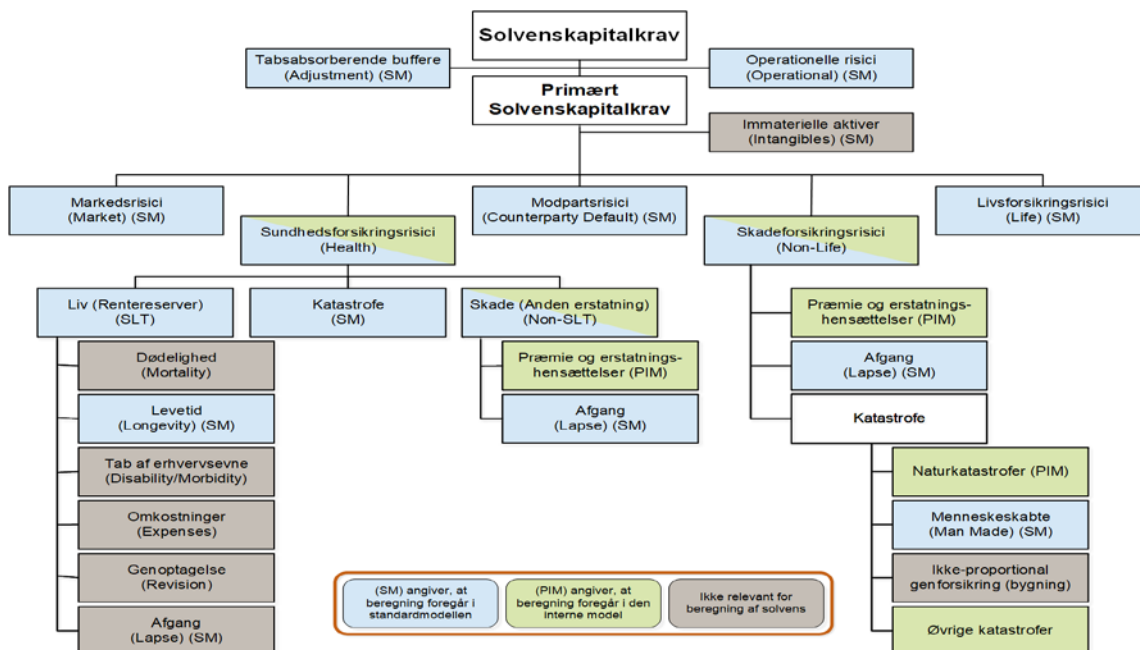 Solvenskapitalkrav
Tabsabsorberende buffere
(Adjustment) (SM)
Operationelle risici
(Operational) (SM)
Primært
Solvenskapitalkrav
Immaterielle aktiver
(Intangibles) (SM)
Markedsrisici
(Market) (SM)
Sundhedsforsikringsrisici
(Health)
Modpartsrisici
(Counterparty Default) (SM)
Skadeforsikringsrisici
(Non-Life)
Livsforsikringsrisici
(Life) (SM)
Liv (Rentereserver)
(SLT)
Katastrofe
(SM)
Skade (Anden erstatning)
(Non-SLT)
Dødelighed
(Mortality)
Levetid
(Longevity) (SM)
Tab af erhvervsevne
(Disability/Morbidity)
Omkostninger
(Expenses)
Genoptagelse
(Revision)
Afgang
(Lapse) (SM)
Præmie og erstatnings-
hensættelser (PIM)
Afgang
(Lapse) (SM)
Præmie og erstatnings-
hensættelser (PIM)
Afgang
(Lapse) (SM)
Katastrofe
Naturkatastrofer (PIM)
Menneskeskabte
(Man Made) (SM)
Ikke-proportional
genforsikring (bygning)
Øvrige katastrofer
(SM) angiver, at
beregning foregår i
standardmodellen
(PIM) angiver, at
beregning foregår i den
interne model
Ikke relevant for
beregning af solvens